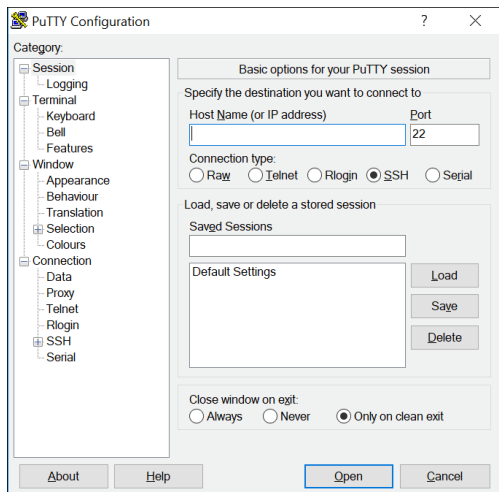 PuTTY Configuration
? ×
Category:
Session
Logging
Terminal
Keyboard
Bell
Features
Window
Appearance
Behaviour
Translation
Selection
Colours
Connection
Data
Proxy
Telnet
Rlogin
SSH
Serial
Basic options for your PuTTY session
Specify the destination you want to connect to
Host Name (or IP address) Port
22
Connection type:
Raw Telnet Rlogin SSH Serial
Load, save or delete a stored session
Saved Sessions
Default Settings
Load
Save
Delete
Close window on exit:
Always Never Only on clean exit
About Help Open Cancel